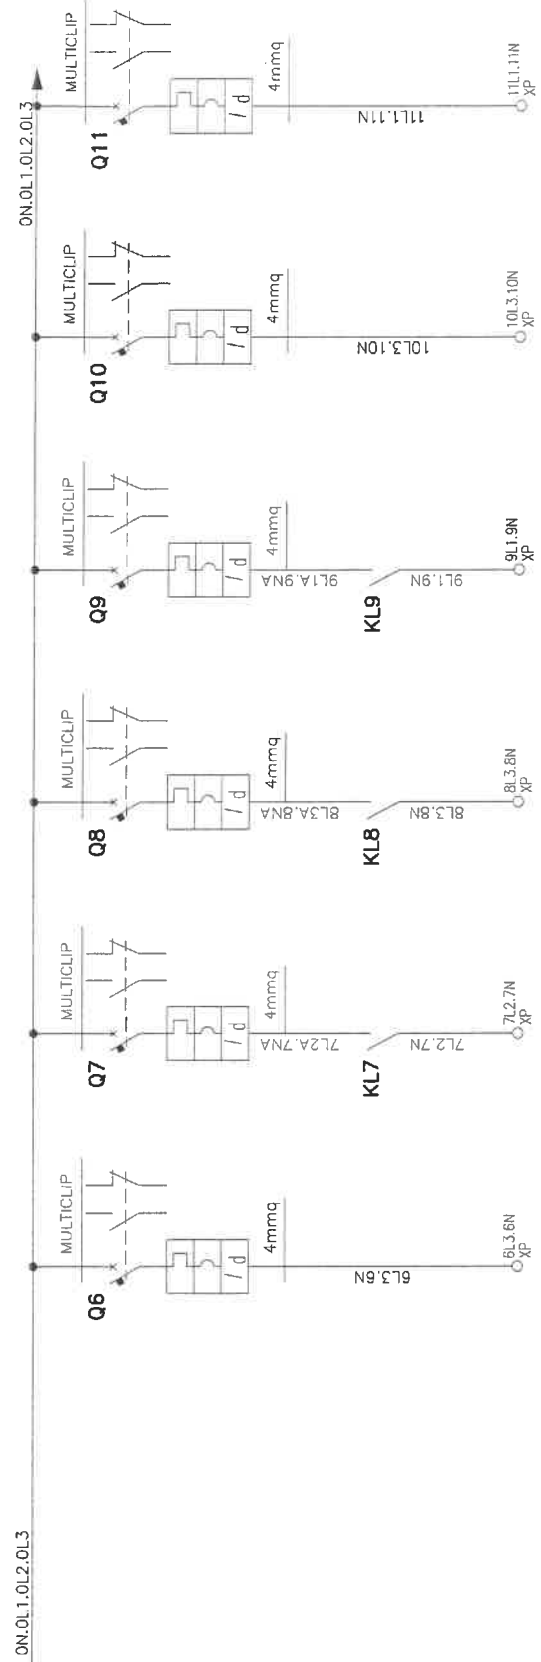 0N.0L1.0L2.0L3
0N.0L1.0L2.0L3
MULTICLIP
Q6
/d
4mmq
6L3.6N
6L3.6N
XP
MULTICLIP
Q7
/d
4mmq
7L2A.7NA
KL7
7L2.7N
7L2.7N
XP
MULTICLIP
Q8
/d
4mmq
8L3A.8NA
KL8
8L3.8N
8L3.8N
XP
MULTICLIP
Q9
/d
4mmq
9L1A.9NA
KL9
9L1.9N
9L1.9N
XP
MULTICLIP
Q10
/d
4mmq
10L3.10N
10L3.10N
XP
MULTICLIP
Q11
/d
4mmq
11L1.11N
11L1.11N
XP